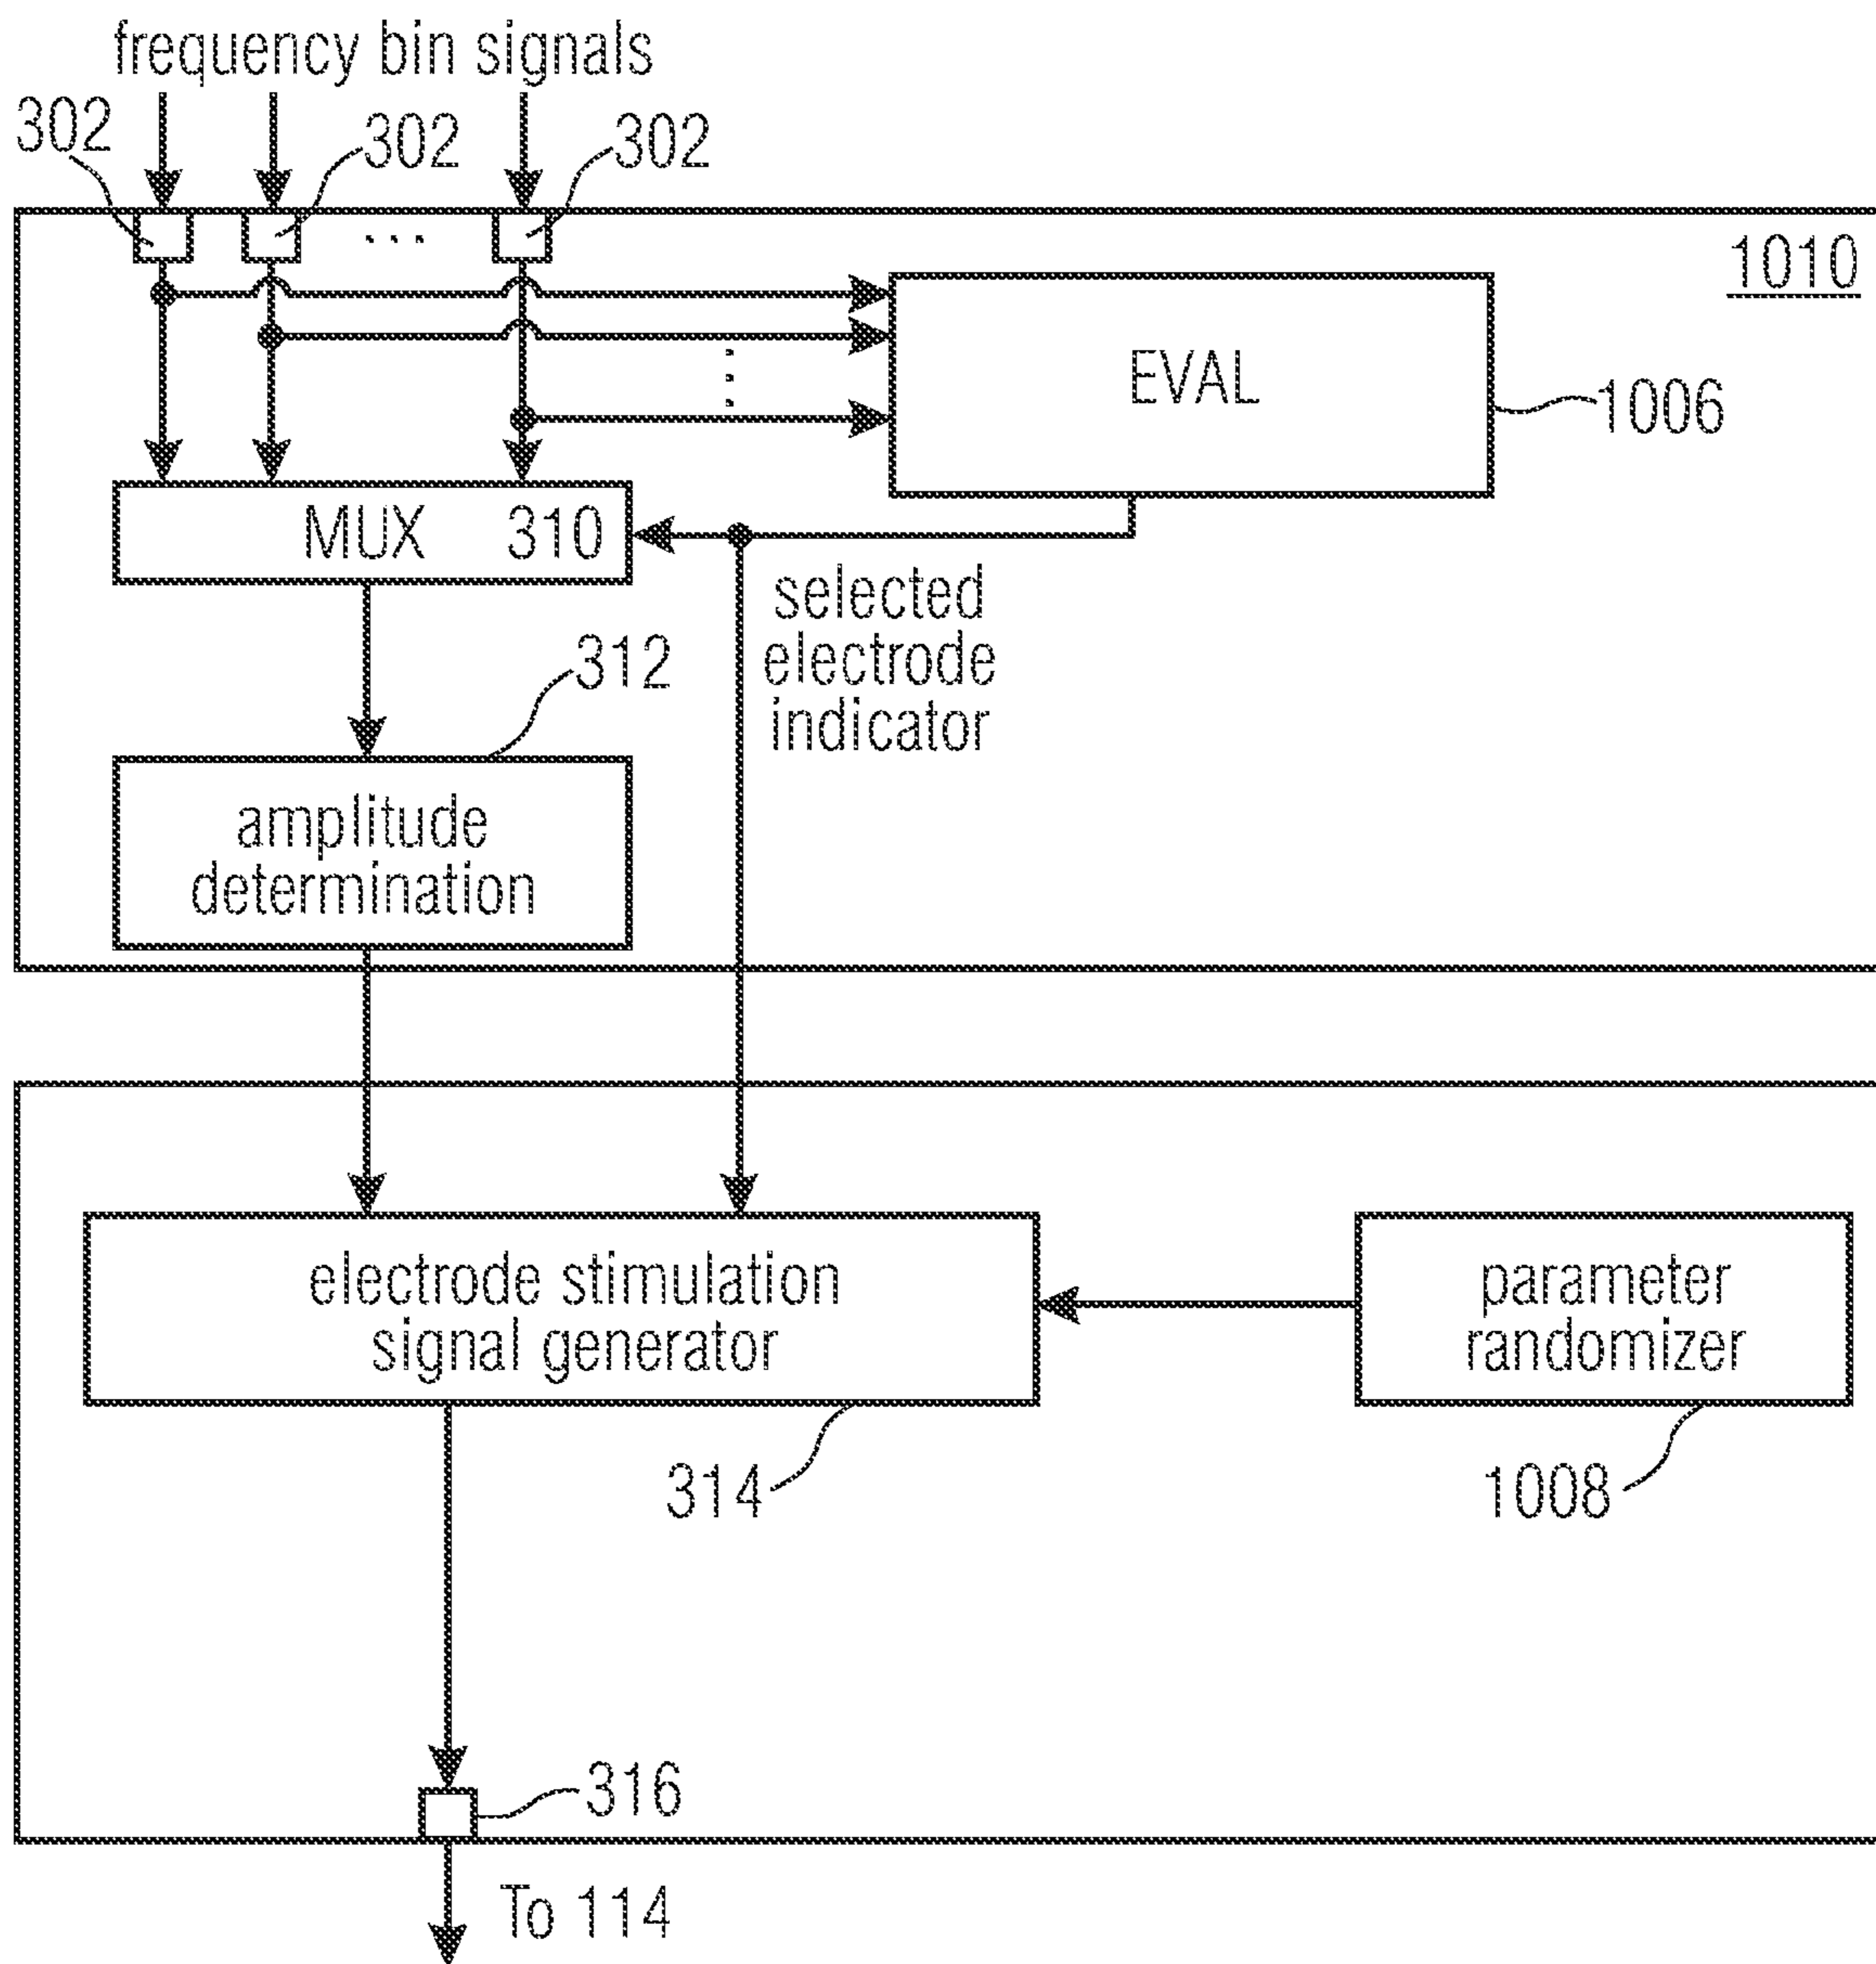 frequency bin signals
302
302
302
. . .
1010
EVAL
1006
MUX 310
selected
electrode
indicator
312
amplitude
determination
electrode stimulation
signal generator
parameter
randomizer
314
1008
316
To 114